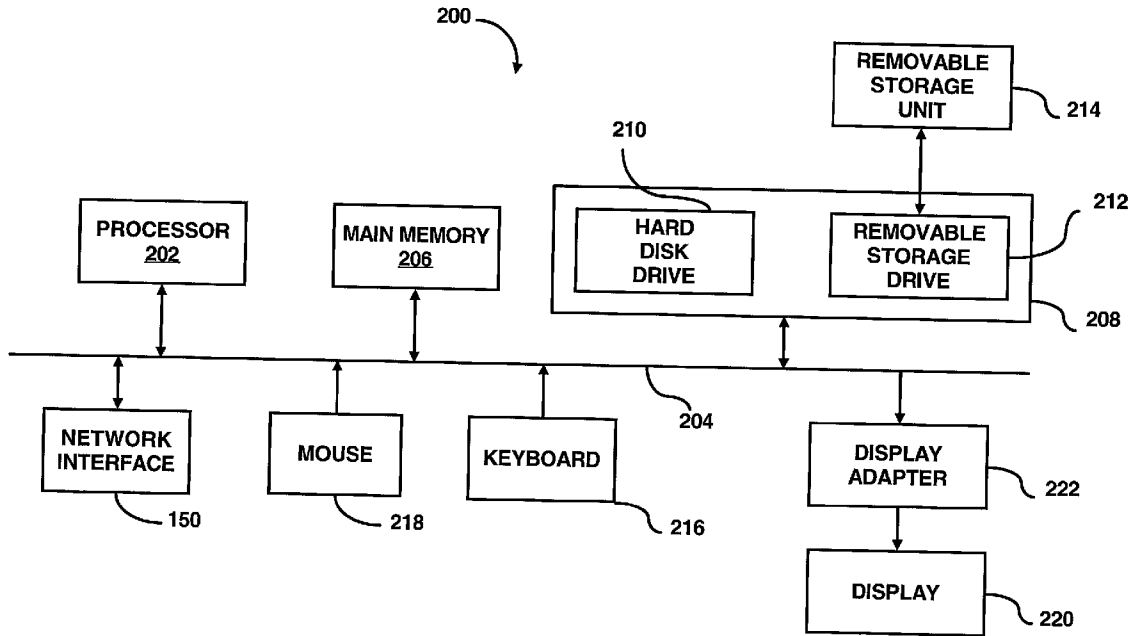 200
REMOVABLE
STORAGE
UNIT
214
210
PROCESSOR
202
MAIN MEMORY
206
HARD
DISK
DRIVE
REMOVABLE
STORAGE
DRIVE
212
208
204
NETWORK
INTERFACE
150
MOUSE
218
KEYBOARD
216
DISPLAY
ADAPTER
222
DISPLAY
220